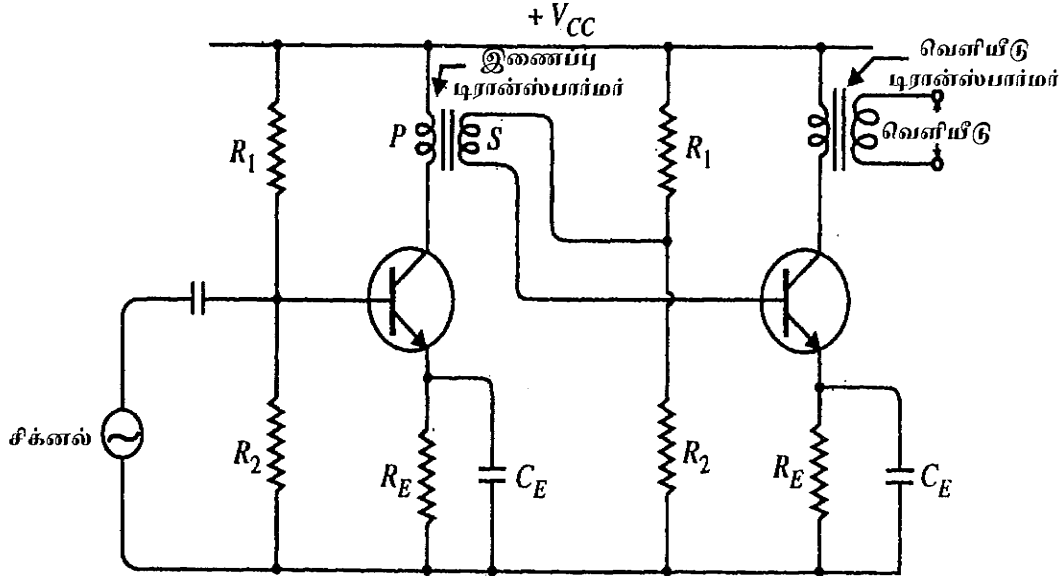 + V_CC
இணைப்பு
டிரான்ஸ்பார்மர்
வெளியீடு
டிரான்ஸ்பார்மர்
R_1
P
S
R_1
வெளியீடு
சிக்னல்
R_2
R_E
C_E
R_2
R_E
C_E